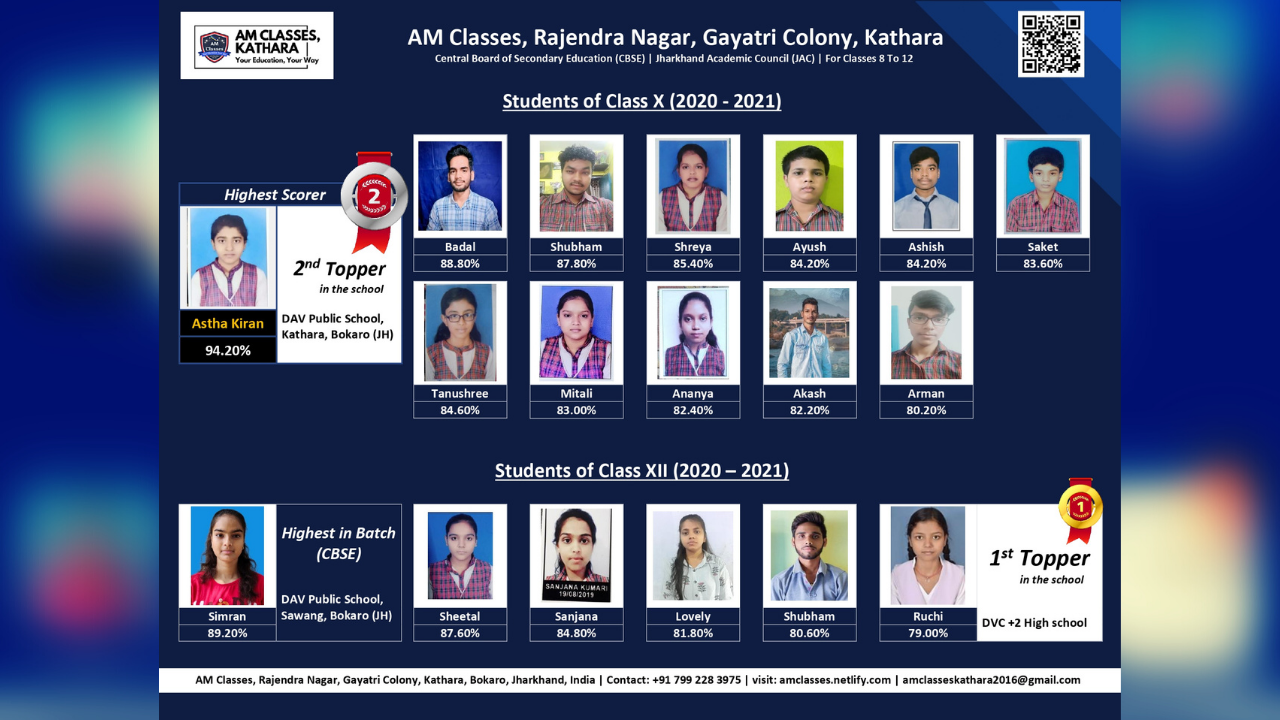 AM CLASSES,
KATHARA
Your Education, Your Way
AM
Classes
AM Classes, Rajendra Nagar, Gayatri Colony, Kathara
Central Board of Secondary Education (CBSE) | Jharkhand Academic Council (JAC) | For Classes 8 To 12
Students of Class X (2020 - 2021)
Highest Scorer
2
2nd Topper
in the school
DAV Public School,
Kathara, Bokaro (JH)
Astha Kiran
94.20%
Badal
88.80%
Shubham
87.80%
Shreya
85.40%
Ayush
84.20%
Ashish
84.20%
Saket
83.60%
Tanushree
84.60%
Mitali
83.00%
Ananya
82.40%
Akash
82.20%
Arman
80.20%
Students of Class XII (2020 – 2021)
Simran
89.20%
Highest in Batch
(CBSE)
DAV Public School,
Sawang, Bokaro (JH)
Sheetal
87.60%
SANJANA KUMARI
19/08/2019
Sanjana
84.80%
Lovely
81.80%
Shubham
80.60%
Ruchi
79.00%
1
1st Topper
in the school
DVC +2 High school
AM Classes, Rajendra Nagar, Gayatri Colony, Kathara, Bokaro, Jharkhand, India | Contact: +91 799 228 3975 | visit: amclasses.netlify.com | amclasseskathara2016@gmail.com